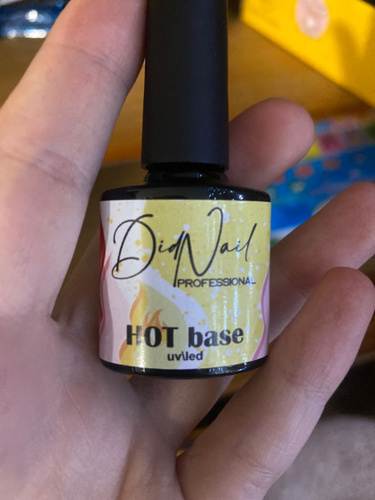 DidNail
PROFESSIONAL
HOT base
uv\led